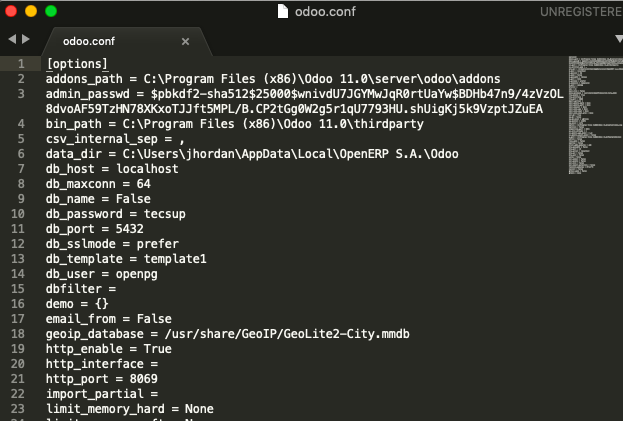 odoo.conf
UNREGISTERE
odoo.conf
1 [options]
2 addons_path = C:\Program Files (x86)\Odoo 11.0\server\odoo\addons
3 admin_passwd = $pbkdf2-sha512$25000$wnivdU7JGYMwJqR0rtUaYw$BDHb47n9/4zVzOL
8dvoAF59TzHN78XKxoTJJft5MPL/B.CP2tGg0W2g5r1qU7793HU.shUigKj5k9VzptJZuEA
4 bin_path = C:\Program Files (x86)\Odoo 11.0\thirdparty
5 csv_internal_sep = ,
6 data_dir = C:\Users\jhordan\AppData\Local\OpenERP S.A.\Odoo
7 db_host = localhost
8 db_maxconn = 64
9 db_name = False
10 db_password = tecsup
11 db_port = 5432
12 db_sslmode = prefer
13 db_template = template1
14 db_user = openpg
15 dbfilter =
16 demo = {}
17 email_from = False
18 geoip_database = /usr/share/GeoIP/GeoLite2-City.mmdb
19 http_enable = True
20 http_interface =
21 http_port = 8069
22 import_partial =
23 limit_memory_hard = None